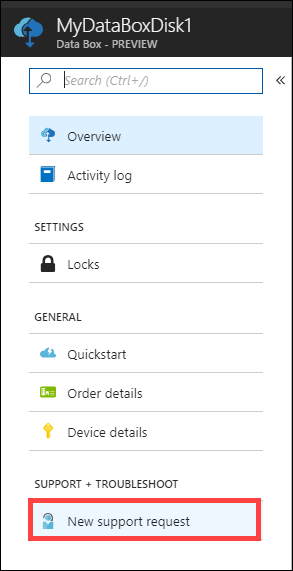 MyDataBoxDisk1
Data Box - PREVIEW
Search (Ctrl+/)
Overview
Activity log
SETTINGS
Locks
GENERAL
Quickstart
Order details
Device details
SUPPORT + TROUBLESHOOT
New support request